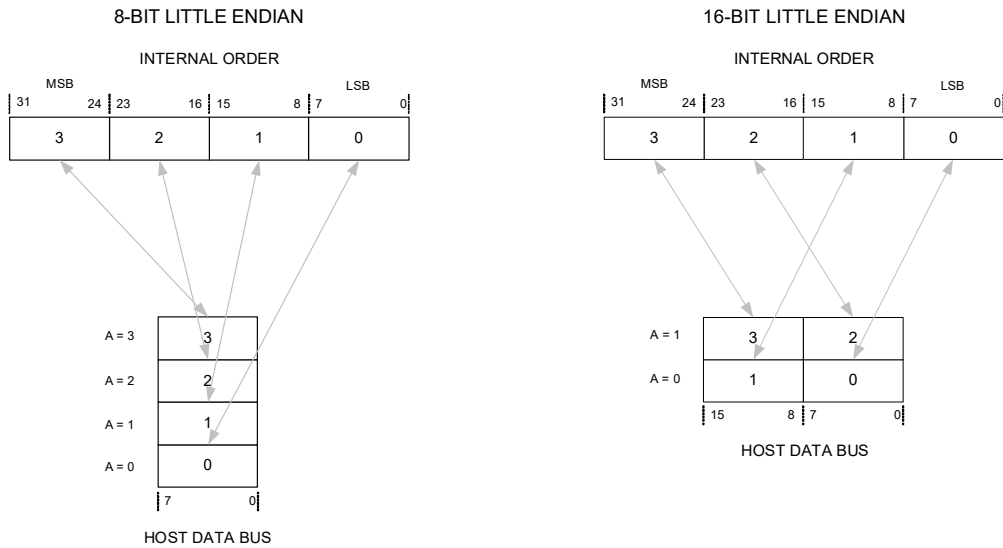 8-BIT LITTLE ENDIAN
INTERNAL ORDER
MSB LSB
31 24 23 16 15 8 7 0
3 2 1 0
A = 3 3
A = 2 2
A = 1 1
A = 0 0
7 0
HOST DATA BUS
16-BIT LITTLE ENDIAN
INTERNAL ORDER
MSB LSB
31 24 23 16 15 8 7 0
3 2 1 0
A = 1 3 2
A = 0 1 0
15 8 7 0
HOST DATA BUS